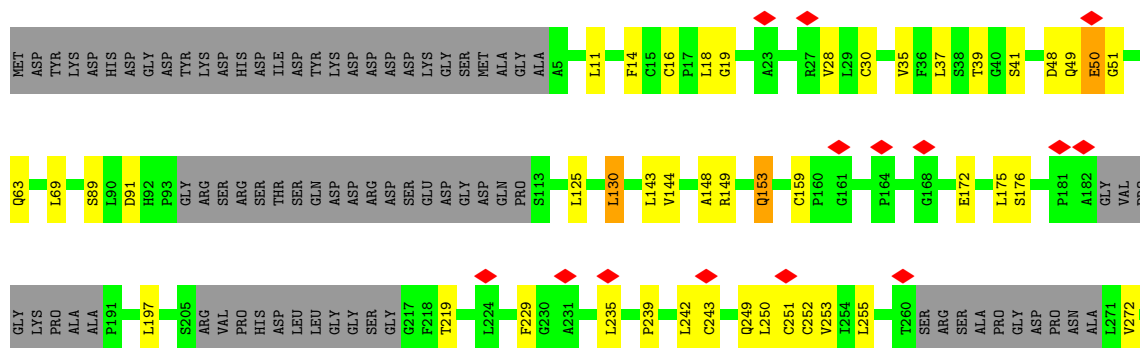 MET ASP TYR LYS ASP HIS ASP GLY ASP TYR LYS ASP HIS ASP ILE ASP TYR LYS ASP ASP ASP ASP LYS GLY SER MET ALA GLY ALA A5 L11 F14 C15 C16 P17 L18 G19 A23 R27 V28 L29 C30 V35 F36 L37 S38 T39 G40 S41 D48 Q49 E50 G51
Q63 L69 S89 L90 D91 H92 P93 GLY ARG SER ARG SER THR SER GLN ASP ASP ARG ASP SER GLU ASP GLY ASP GLN PRO S113 L125 L130 L143 V144 A148 R149 Q153 C159 P160 G161 P164 G168 E172 L175 S176 P181 A182 GLY VAL PRO
GLY LYS PRO ALA ALA P191 L197 S205 ARG VAL PRO HIS ASP LEU LEU GLY GLY SER GLY G217 F218 T219 L224 F229 G230 A231 L235 P239 L242 C243 Q249 L250 C251 C252 V253 I254 L255 T260 SER ARG SER ALA PRO GLY ASP PRO ASN ALA L271 V272